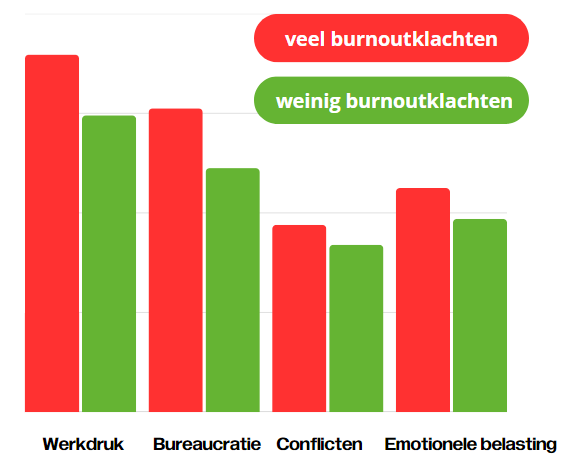 veel burnoutklachten
weinig burnoutklachten
Werkdruk
Bureaucratie
Conflicten
Emotionele belasting